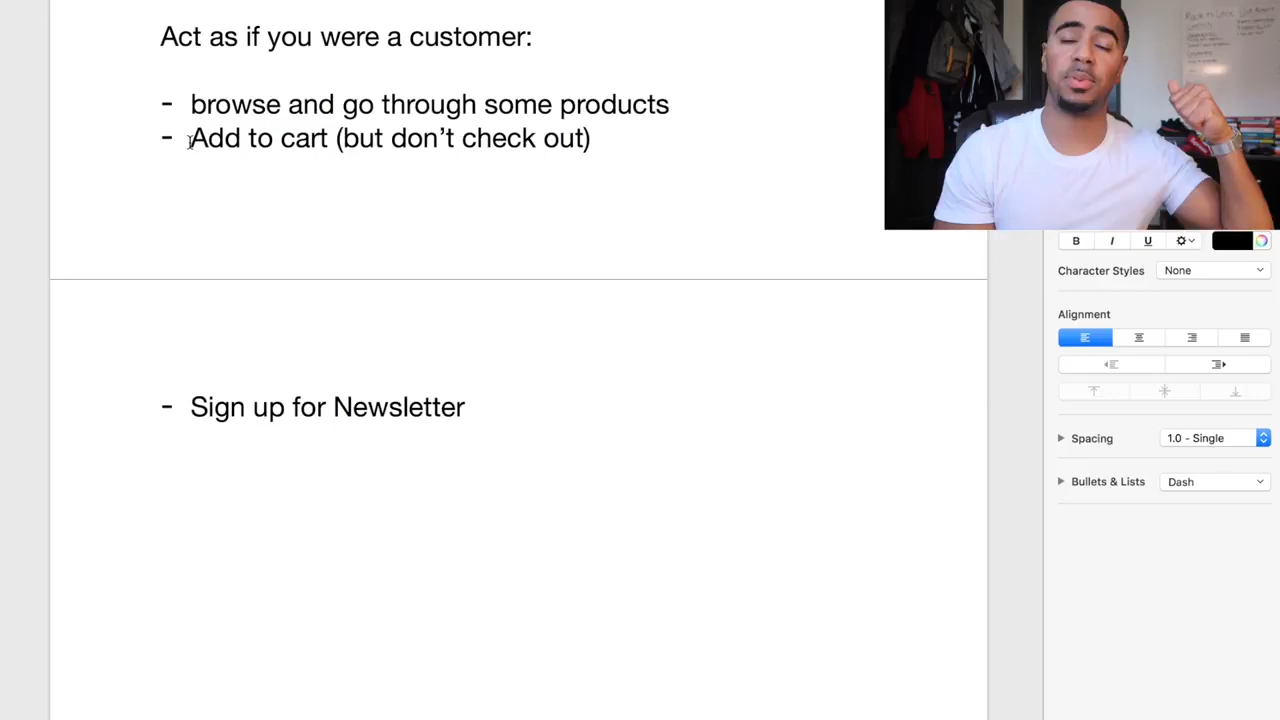 Act as if you were a customer:
- browse and go through some products
- Add to cart (but don't check out)
- Sign up for Newsletter
B I U
Character Styles None
Alignment
Spacing 1.0 - Single
Bullets & Lists Dash